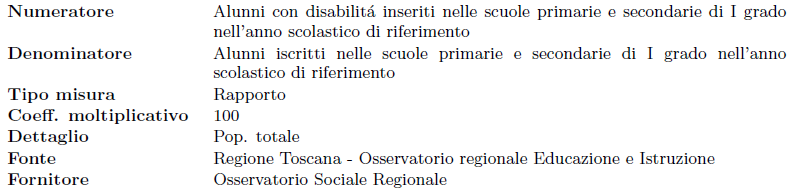 Numeratore Alunni con disabilitá inseriti nelle scuole primarie e secondarie di I grado
nell'anno scolastico di riferimento
Denominatore Alunni iscritti nelle scuole primarie e secondarie di I grado nell'anno
scolastico di riferimento
Tipo misura Rapporto
Coeff. moltiplicativo 100
Dettaglio Pop. totale
Fonte Regione Toscana - Osservatorio regionale Educazione e Istruzione
Fornitore Osservatorio Sociale Regionale